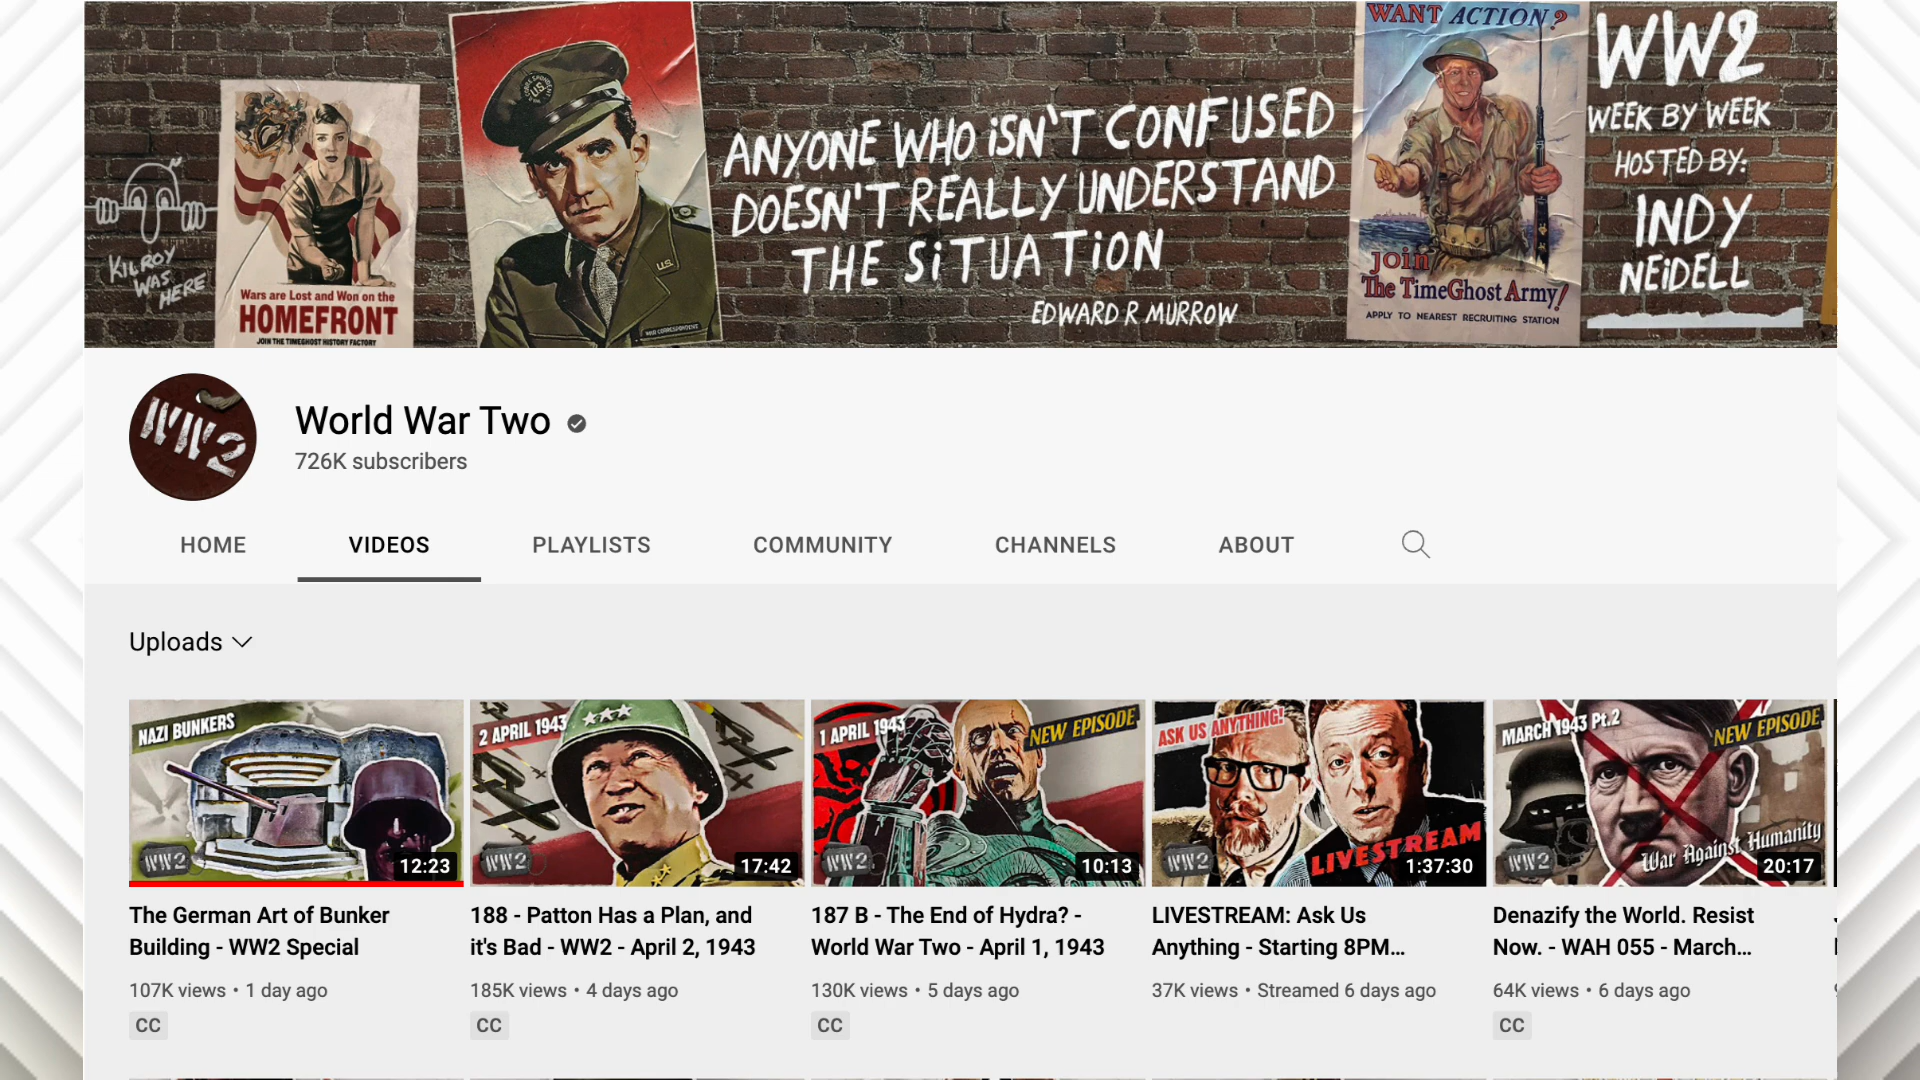 WANT ACTION?
WW2
WEEK BY WEEK
HOSTED BY:
INDY
NEIDELL
ANYONE WHO ISN'T CONFUSED
DOESN'T REALLY UNDERSTAND
THE SITUATION
EDWARD R MURROW
KILROY
WAS
HERE
Wars are Lost and Won on the
HOMEFRONT
JOIN THE TIMEGHOST HISTORY FACTORY
U.S.
U.S.
WAR CORRESPONDENT
Join
The TimeGhost Army!
APPLY TO NEAREST RECRUITING STATION
WW2
World War Two
726K subscribers
HOME
VIDEOS
PLAYLISTS
COMMUNITY
CHANNELS
ABOUT
Uploads
NAZI BUNKERS
WW2
12:23
The German Art of Bunker
Building - WW2 Special
107K views • 1 day ago
CC
2 APRIL 1943
WW2
17:42
188 - Patton Has a Plan, and
it's Bad - WW2 - April 2, 1943
185K views • 4 days ago
CC
1 APRIL 1943
NEW EPISODE
WW2
10:13
187 B - The End of Hydra? -
World War Two - April 1, 1943
130K views • 5 days ago
CC
ASK US ANYTHING!
WW2
LIVESTREAM
1:37:30
LIVESTREAM: Ask Us
Anything - Starting 8PM...
37K views • Streamed 6 days ago
MARCH 1943 Pt.2
NEW EPISODE
WW2
War Against Humanity
20:17
Denazify the World. Resist
Now. - WAH 055 - March...
64K views • 6 days ago
CC